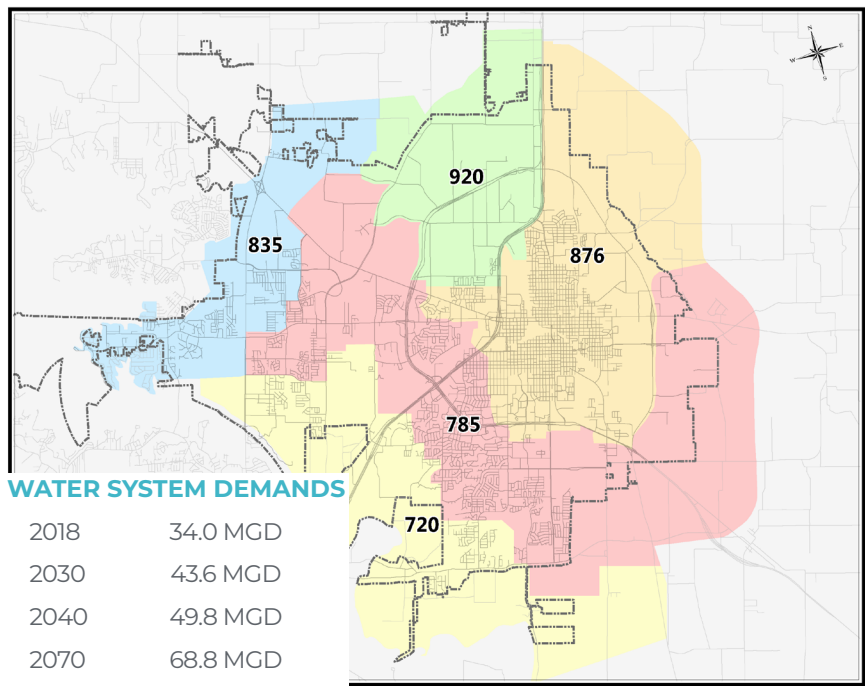 N
W E
S
920
835
876
785
720
WATER SYSTEM DEMANDS
2018 34.0 MGD
2030 43.6 MGD
2040 49.8 MGD
2070 68.8 MGD